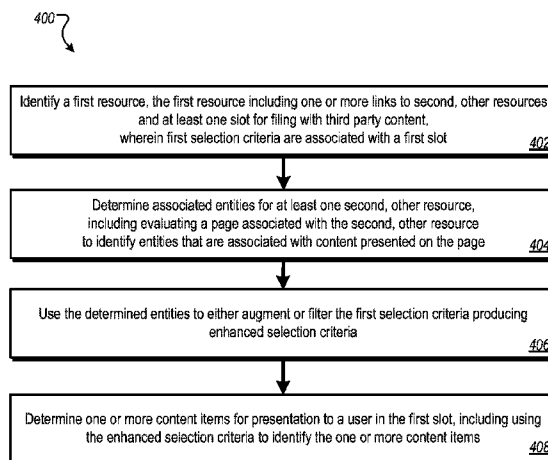 400
Identify a first resource, the first resource including one or more links to second, other resources
and at least one slot for filing with third party content,
wherein first selection criteria are associated with a first slot
402
Determine associated entities for at least one second, other resource,
including evaluating a page associated with the second, other resource
to identify entities that are associated with content presented on the page
404
Use the determined entities to either augment or filter the first selection criteria producing
enhanced selection criteria
406
Determine one or more content items for presentation to a user in the first slot, including using
the enhanced selection criteria to identify the one or more content items
408